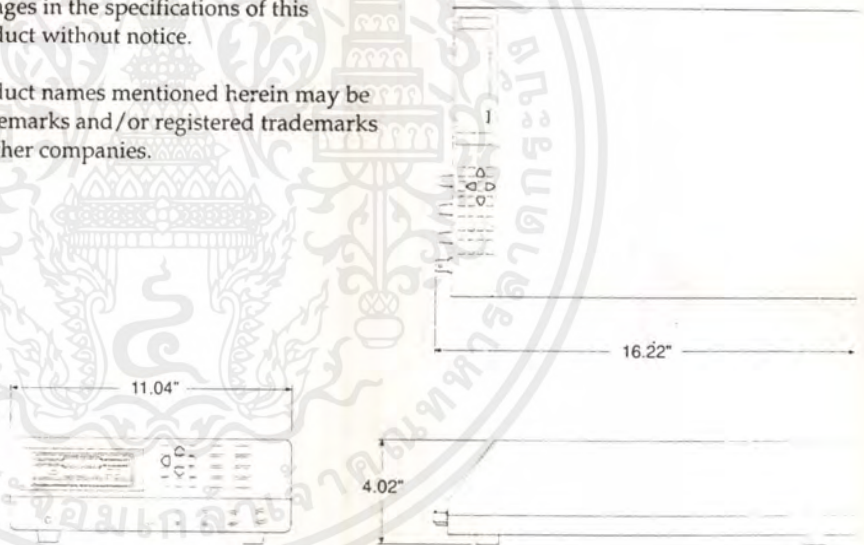 ages in the specifications of this
duct without notice.
duct names mentioned herein may be
emarks and/or registered trademarks
ther companies.
16.22"
11.04"
4.02"